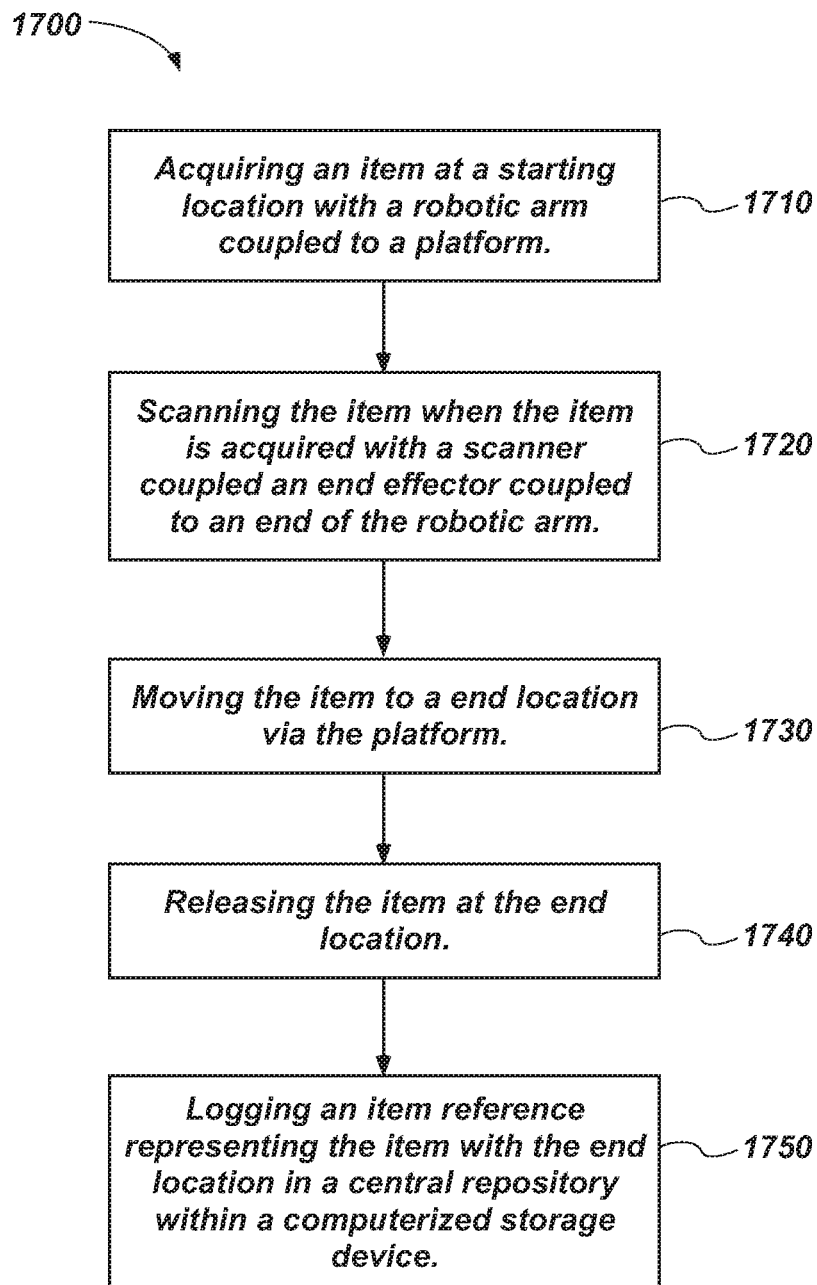 1700
Acquiring an item at a starting
location with a robotic arm
coupled to a platform.
1710
Scanning the item when the item
is acquired with a scanner
coupled an end effector coupled
to an end of the robotic arm.
1720
Moving the item to a end location
via the platform.
1730
Releasing the item at the end
location.
1740
Logging an item reference
representing the item with the end
location in a central repository
within a computerized storage
device.
1750